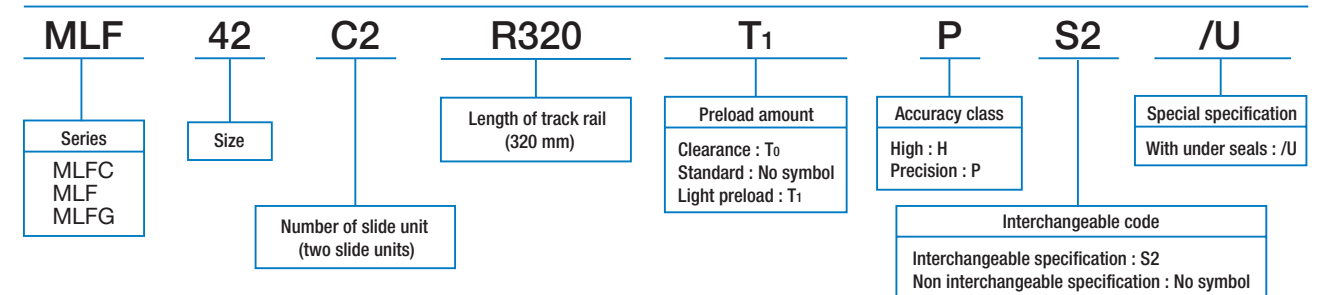 MLF 42 C2 R320 T1 P S2 /U
Series
MLFC
MLF
MLFG
Size
Number of slide unit
(two slide units)
Length of track rail
(320 mm)
Preload amount
Clearance : T0
Standard : No symbol
Light preload : T1
Accuracy class
High : H
Precision : P
Interchangeable code
Interchangeable specification : S2
Non interchangeable specification : No symbol
Special specification
With under seals : /U